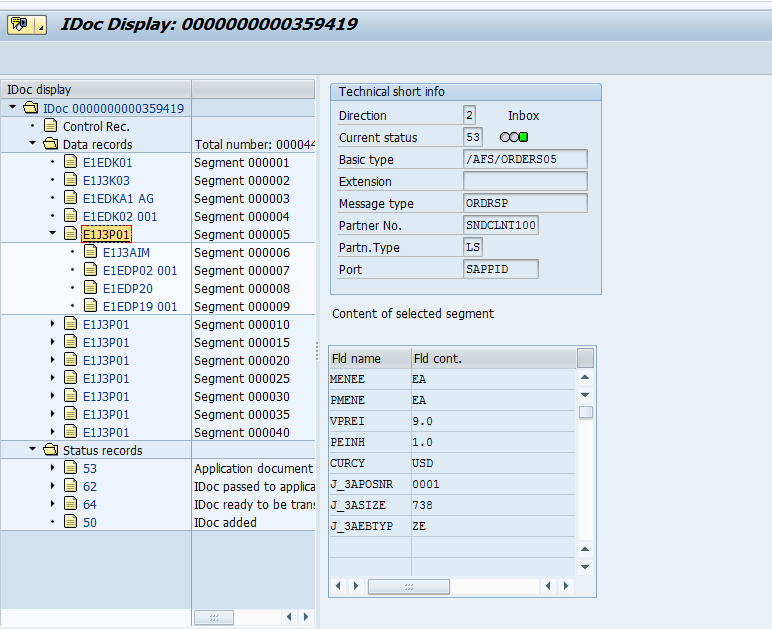 IDoc Display: 0000000000359419
IDoc display
IDoc 0000000000359419
Control Rec.
Data records Total number: 000044
E1EDK01 Segment 000001
E1J3K03 Segment 000002
E1EDKA1 AG Segment 000003
E1EDK02 001 Segment 000004
E1J3P01 Segment 000005
E1J3AIM Segment 000006
E1EDP02 001 Segment 000007
E1EDP20 Segment 000008
E1EDP19 001 Segment 000009
E1J3P01 Segment 000010
E1J3P01 Segment 000015
E1J3P01 Segment 000020
E1J3P01 Segment 000025
E1J3P01 Segment 000030
E1J3P01 Segment 000035
E1J3P01 Segment 000040
Status records
53 Application document
62 IDoc passed to applica
64 IDoc ready to be trans
50 IDoc added
Technical short info
Direction 2 Inbox
Current status 53
Basic type /AFS/ORDERS05
Extension
Message type ORDRSP
Partner No. SNDCLNT100
Partn.Type LS
Port SAPPID
Content of selected segment
Fld name Fld cont.
MENEE EA
PMENE EA
VPREI 9.0
PEINH 1.0
CURCY USD
J_3APOSNR 0001
J_3ASIZE 738
J_3AEBTYP ZE